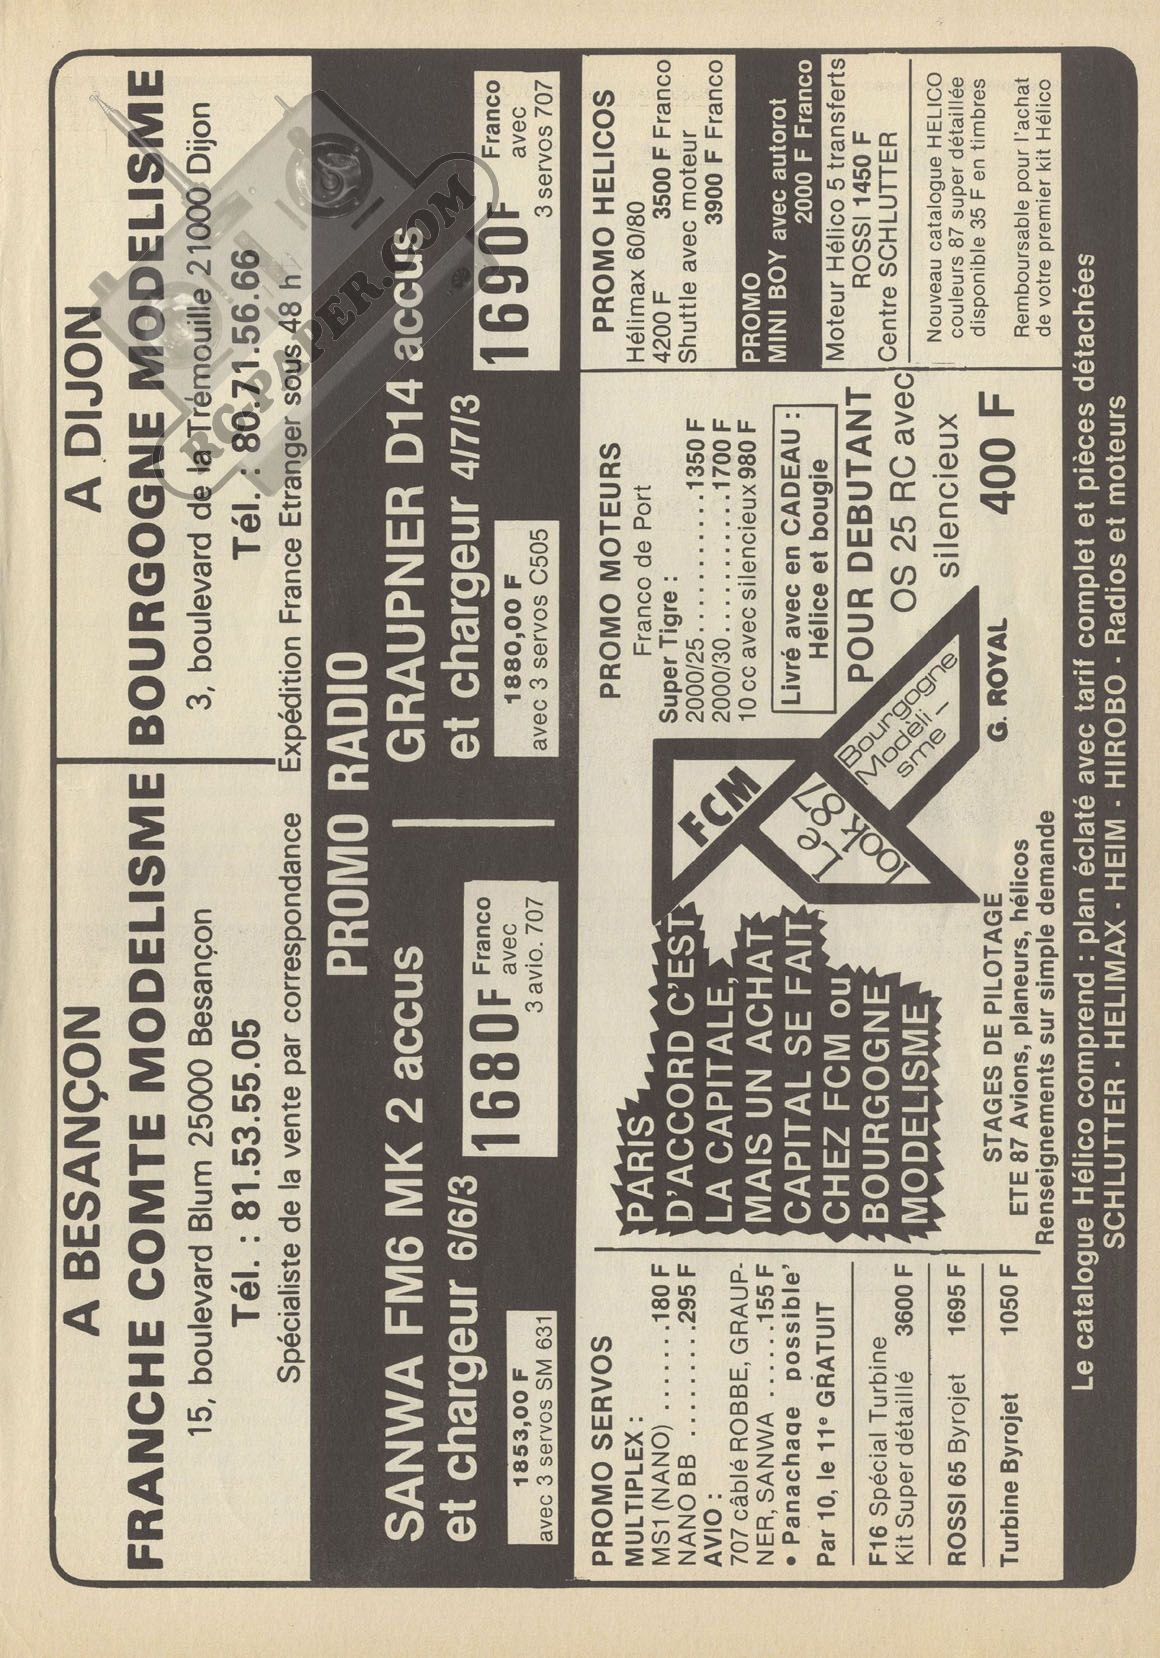 A BESANÇON
FRANCHE COMTE MODELISME
15, boulevard Blum 25000 Besançon
Tél. : 81.53.55.05
Spécialiste de la vente par correspondance
A DIJON
BOURGOGNE MODELISME
3, boulevard de la Trémouille 21000 Dijon
Tél. : 80.71.56.66
Expédition France Etranger sous 48 h
RC-PAPER.COM
PROMO RADIO
SANWA FM6 MK 2 accus
et chargeur 6/6/3
1853,00 F
avec 3 servos SM 631
1680F Franco
avec
3 avio. 707
GRAUPNER D14 accus
et chargeur 4/7/3
1880,00 F
avec 3 servos C505
1690F Franco
avec
3 servos 707
PROMO SERVOS
MULTIPLEX :
MS1 (NANO) ........180 F
NANO BB .........295 F
AVIO :
707 câblé ROBBE, GRAUP-
NER, SANWA ......155 F
• Panachage possible'
Par 10, le 11e GRATUIT
F16 Spécial Turbine
Kit Super détaillé 3600 F
ROSSI 65 Byrojet 1695 F
Turbine Byrojet 1050 F
PARIS
D'ACCORD C'EST
LA CAPITALE,
MAIS UN ACHAT
CAPITAL SE FAIT
CHEZ FCM ou
BOURGOGNE
MODELISME
STAGES DE PILOTAGE
ETE 87 Avions, planeurs, hélicos
Renseignements sur simple demande
FCM
Le
look 87
Bourgogne
Modéli-
sme
G. ROYAL
PROMO MOTEURS
Franco de Port
Super Tigre :
2000/25 ............1350 F
2000/30 ............1700 F
10 cc avec silencieux 980 F
Livré avec en CADEAU :
Hélice et bougie
POUR DEBUTANT
OS 25 RC avec
silencieux
400 F
PROMO HELICOS
Hélimax 60/80
4200 F 3500 F Franco
Shuttle avec moteur
3900 F Franco
PROMO
MINI BOY avec autorot
2000 F Franco
Moteur Hélico 5 transferts
ROSSI 1450 F
Centre SCHLUTTER
Nouveau catalogue HELICO
couleurs 87 super détaillée
disponible 35 F en timbres
Remboursable pour l'achat
de votre premier kit Hélico
Le catalogue Hélico comprend : plan éclaté avec tarif complet et pièces détachées
SCHLUTTER - HELIMAX - HEIM - HIROBO - Radios et moteurs